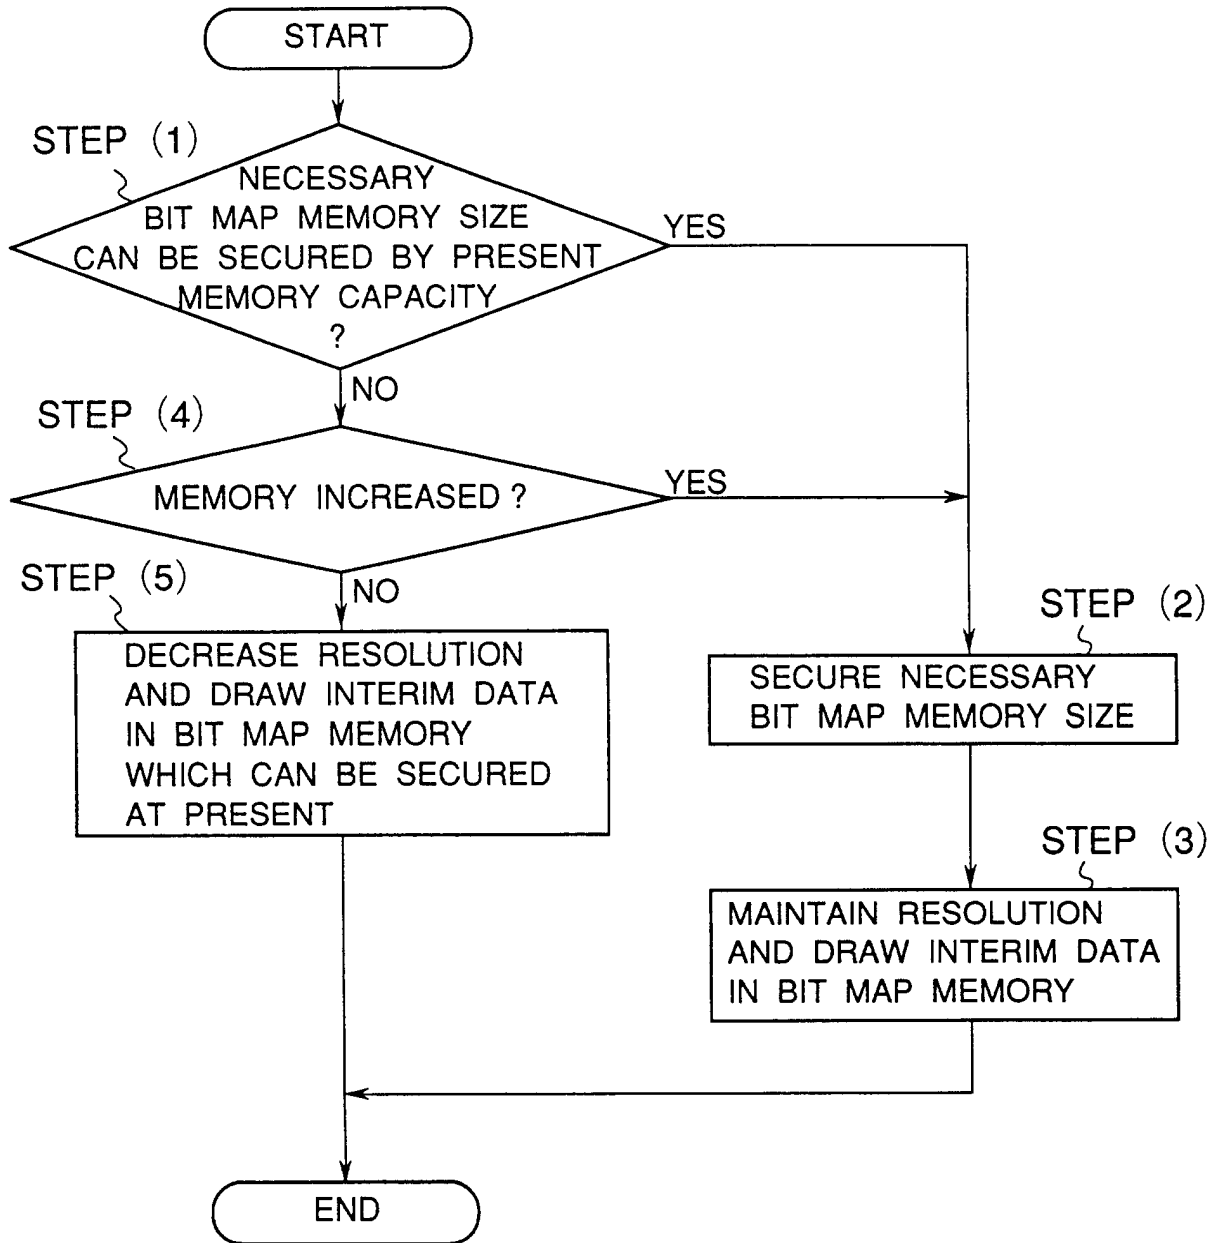 START
STEP (1)
NECESSARY
BIT MAP MEMORY SIZE
CAN BE SECURED BY PRESENT
MEMORY CAPACITY
?
YES
NO
STEP (4)
MEMORY INCREASED ?
YES
NO
STEP (5)
DECREASE RESOLUTION
AND DRAW INTERIM DATA
IN BIT MAP MEMORY
WHICH CAN BE SECURED
AT PRESENT
STEP (2)
SECURE NECESSARY
BIT MAP MEMORY SIZE
STEP (3)
MAINTAIN RESOLUTION
AND DRAW INTERIM DATA
IN BIT MAP MEMORY
END